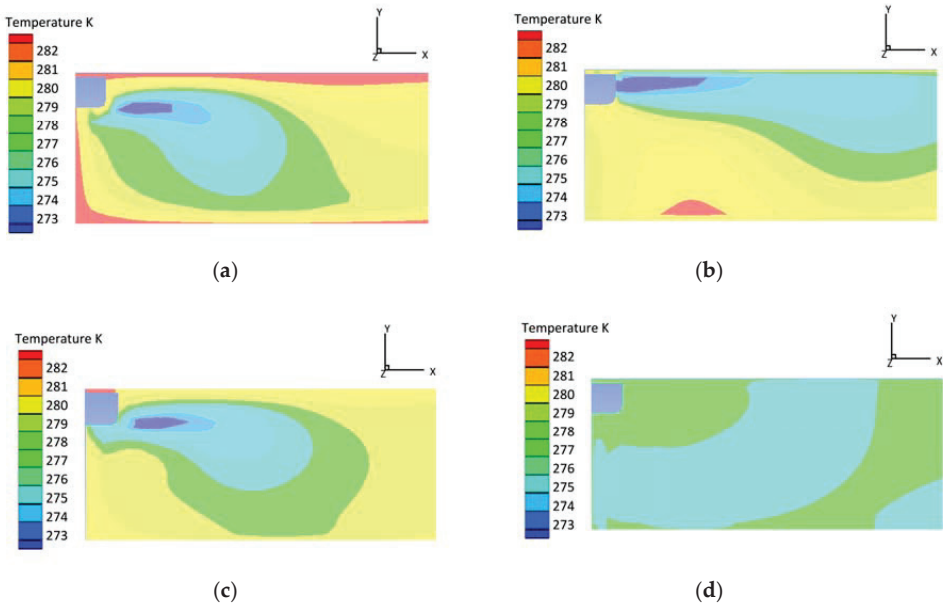 Temperature K
282
281
280
279
278
277
276
275
274
273
Y
Z
X
(a)
Temperature K
282
281
280
279
278
277
276
275
274
273
Y
Z
X
(b)
Temperature K
282
281
280
279
278
277
276
275
274
273
Y
Z
X
(c)
Temperature K
282
281
280
279
278
277
276
275
274
273
Y
Z
X
(d)